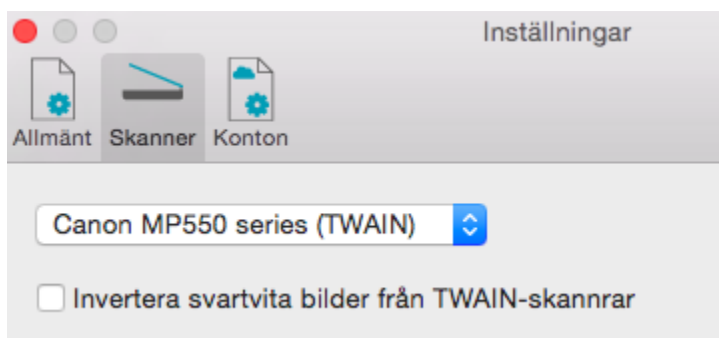 Inställningar
Allmänt Skanner Konton
Canon MP550 series (TWAIN)
Invertera svartvita bilder från TWAIN-skannrar